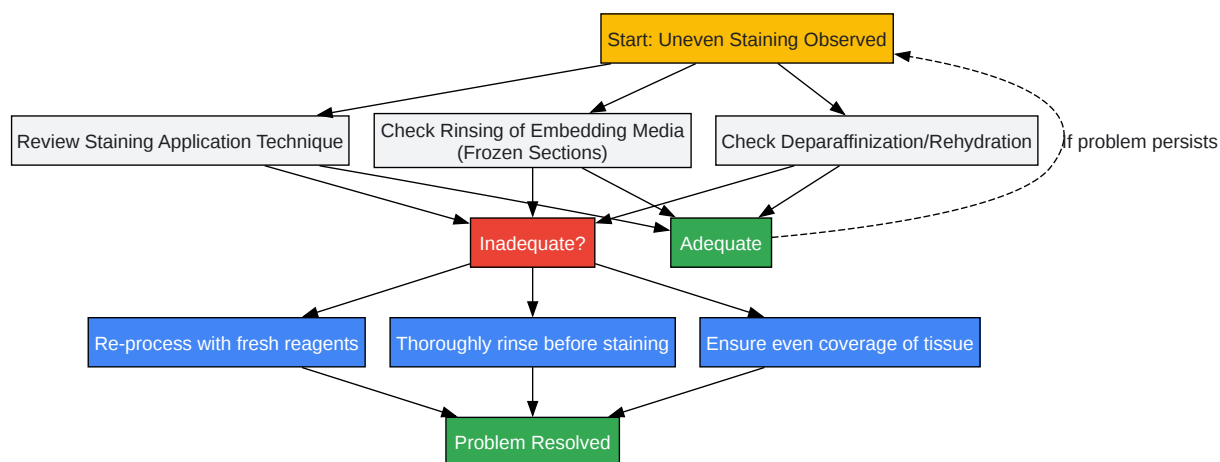 Start: Uneven Staining Observed
Review Staining Application Technique
Check Rinsing of Embedding Media
(Frozen Sections)
Check Deparaffinization/Rehydration
If problem persists
Inadequate?
Adequate
Re-process with fresh reagents
Thoroughly rinse before staining
Ensure even coverage of tissue
Problem Resolved